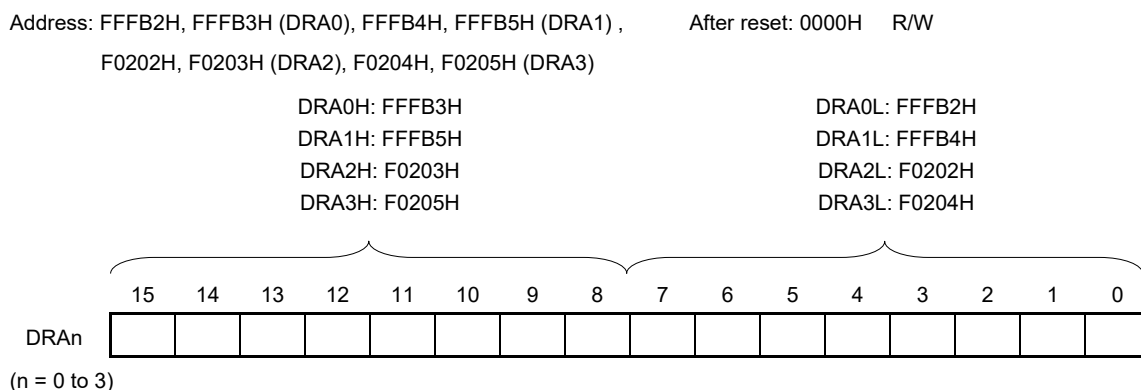 Address: FFFB2H, FFFB3H (DRA0), FFFB4H, FFFB5H (DRA1) , After reset: 0000H R/W
F0202H, F0203H (DRA2), F0204H, F0205H (DRA3)
DRA0H: FFFB3H DRA0L: FFFB2H
DRA1H: FFFB5H DRA1L: FFFB4H
DRA2H: F0203H DRA2L: F0202H
DRA3H: F0205H DRA3L: F0204H
15 14 13 12 11 10 9 8 7 6 5 4 3 2 1 0
DRAn
(n = 0 to 3)